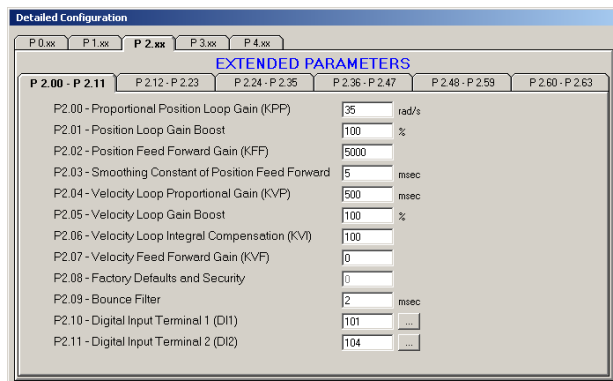 Detailed Configuration
P 0.xx P 1.xx P 2.xx P 3.xx P 4.xx
EXTENDED PARAMETERS
P 2.00 - P 2.11 P 2.12 - P 2.23 P 2.24 - P 2.35 P 2.36 - P 2.47 P 2.48 - P 2.59 P 2.60 - P 2.63
P2.00 - Proportional Position Loop Gain (KPP) 35 rad/s
P2.01 - Position Loop Gain Boost 100 %
P2.02 - Position Feed Forward Gain (KFF) 5000
P2.03 - Smoothing Constant of Position Feed Forward 5 msec
P2.04 - Velocity Loop Proportional Gain (KVP) 500 msec
P2.05 - Velocity Loop Gain Boost 100 %
P2.06 - Velocity Loop Integral Compensation (KVI) 100
P2.07 - Velocity Feed Forward Gain (KVF) 0
P2.08 - Factory Defaults and Security 0
P2.09 - Bounce Filter 2 msec
P2.10 - Digital Input Terminal 1 (DI1) 101 ...
P2.11 - Digital Input Terminal 2 (DI2) 104 ...